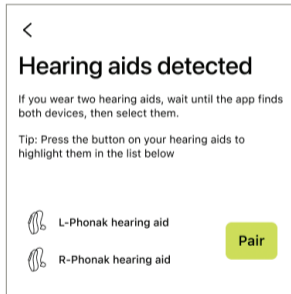 Hearing aids detected
If you wear two hearing aids, wait until the app finds
both devices, then select them.
Tip: Press the button on your hearing aids to
highlight them in the list below
L-Phonak hearing aid
R-Phonak hearing aid
Pair